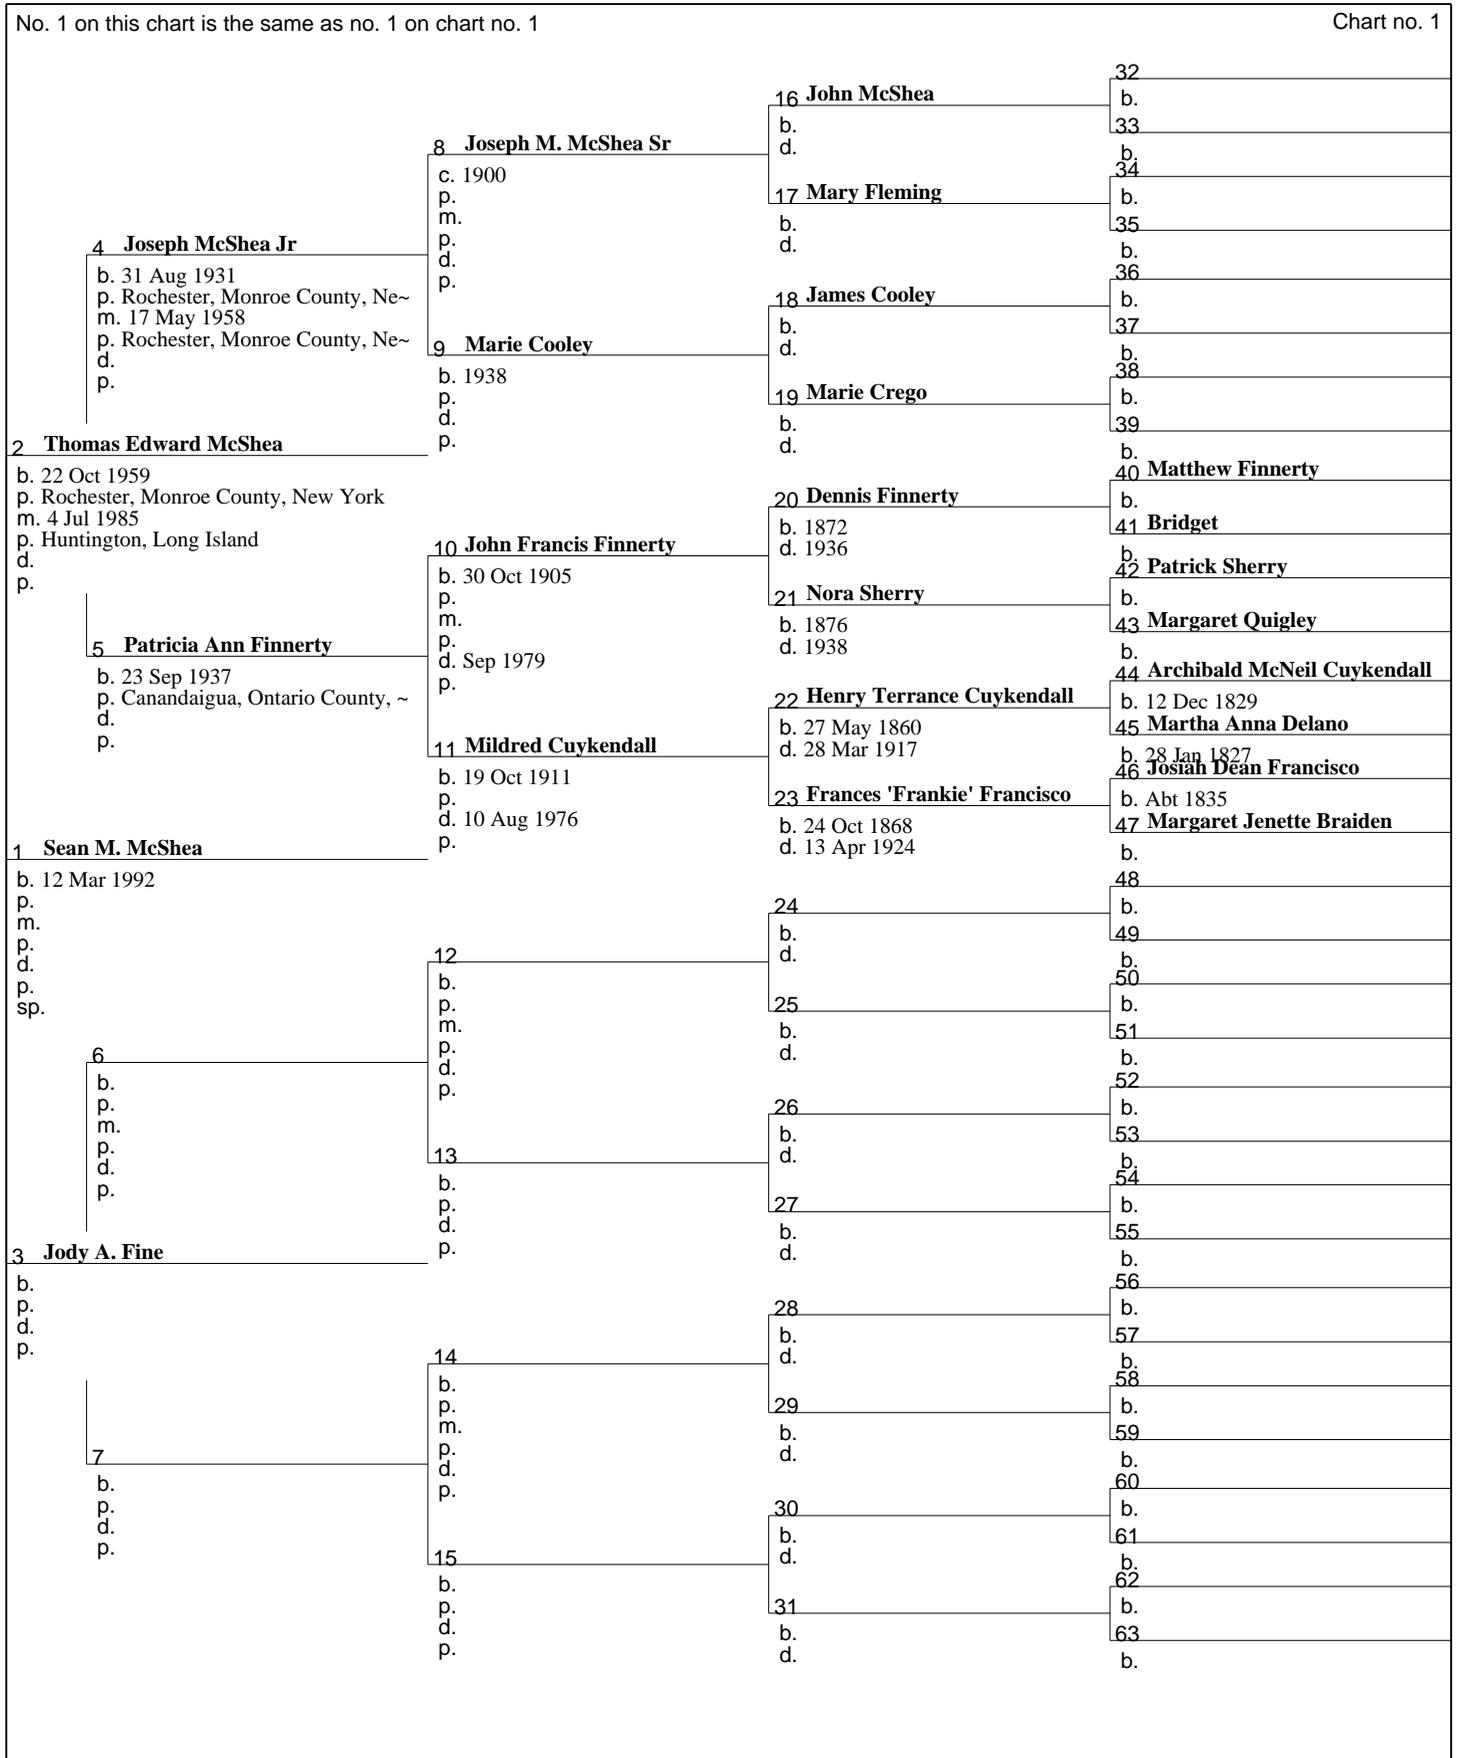 No. 1 on this chart is the same as no. 1 on chart no. 1
Chart no. 1
1 Sean M. McShea
b. 12 Mar 1992
p.
m.
p.
d.
p.
sp.
2 Thomas Edward McShea
b. 22 Oct 1959
p. Rochester, Monroe County, New York
m. 4 Jul 1985
p. Huntington, Long Island
d.
p.
3 Jody A. Fine
b.
p.
d.
p.
4 Joseph McShea Jr
b. 31 Aug 1931
p. Rochester, Monroe County, Ne~
m. 17 May 1958
p. Rochester, Monroe County, Ne~
d.
p.
5 Patricia Ann Finnerty
b. 23 Sep 1937
p. Canandaigua, Ontario County, ~
d.
p.
6
b.
p.
m.
p.
d.
p.
7
b.
p.
d.
p.
8 Joseph M. McShea Sr
c. 1900
p.
m.
p.
d.
p.
9 Marie Cooley
b. 1938
p.
d.
p.
10 John Francis Finnerty
b. 30 Oct 1905
p.
m.
p.
d. Sep 1979
p.
11 Mildred Cuykendall
b. 19 Oct 1911
p.
d. 10 Aug 1976
p.
12
b.
p.
m.
p.
d.
p.
13
b.
p.
d.
p.
14
b.
p.
m.
p.
d.
p.
15
b.
p.
d.
p.
16 John McShea
b.
d.
17 Mary Fleming
b.
d.
18 James Cooley
b.
d.
19 Marie Crego
b.
d.
20 Dennis Finnerty
b. 1872
d. 1936
21 Nora Sherry
b. 1876
d. 1938
22 Henry Terrance Cuykendall
b. 27 May 1860
d. 28 Mar 1917
23 Frances 'Frankie' Francisco
b. 24 Oct 1868
d. 13 Apr 1924
24
b.
d.
25
b.
d.
26
b.
d.
27
b.
d.
28
b.
d.
29
b.
d.
30
b.
d.
31
b.
d.
32
b.
33
b.
34
b.
35
b.
36
b.
37
b.
38
b.
39
b.
40 Matthew Finnerty
b.
41 Bridget
b.
42 Patrick Sherry
b.
43 Margaret Quigley
b.
44 Archibald McNeil Cuykendall
b. 12 Dec 1829
45 Martha Anna Delano
b. 28 Jan 1827
46 Josiah Dean Francisco
b. Abt 1835
47 Margaret Jenette Braiden
b.
48
b.
49
b.
50
b.
51
b.
52
b.
53
b.
54
b.
55
b.
56
b.
57
b.
58
b.
59
b.
60
b.
61
b.
62
b.
63
b.